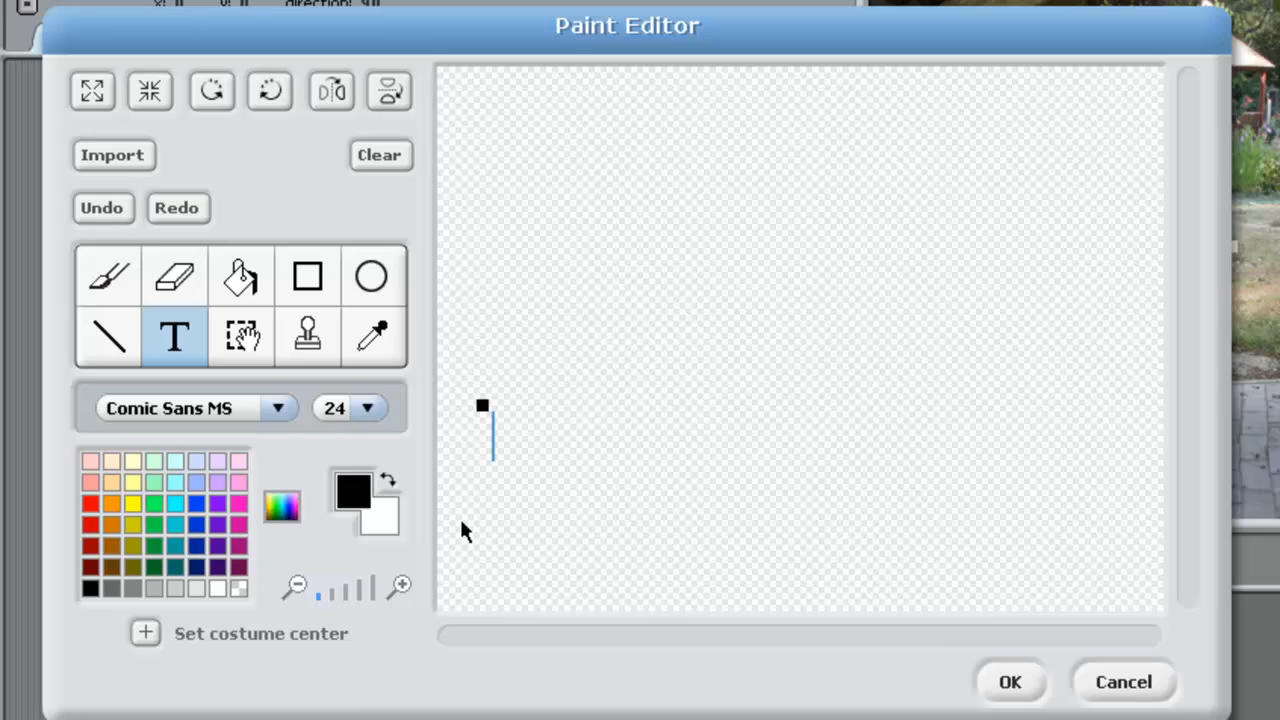 Paint Editor
Import
Clear
Undo
Redo
T
Comic Sans MS
24
Set costume center
OK
Cancel